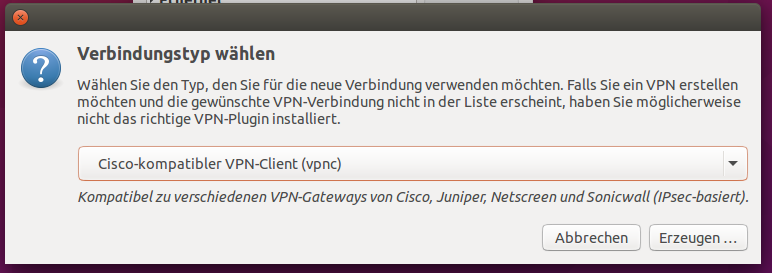 Verbindungstyp wählen
Wählen Sie den Typ, den Sie für die neue Verbindung verwenden möchten. Falls Sie ein VPN erstellen
möchten und die gewünschte VPN-Verbindung nicht in der Liste erscheint, haben Sie möglicherweise
nicht das richtige VPN-Plugin installiert.
Cisco-kompatibler VPN-Client (vpnc)
Kompatibel zu verschiedenen VPN-Gateways von Cisco, Juniper, Netscreen und Sonicwall (IPsec-basiert).
Abbrechen
Erzeugen …